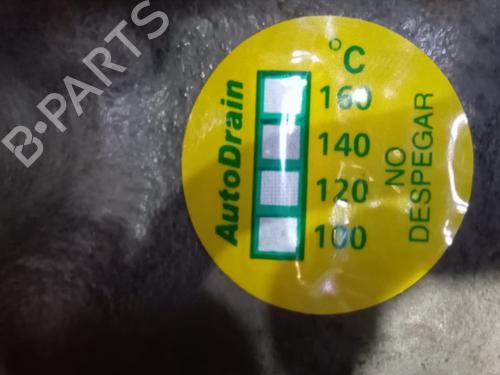 B-PARTS
AutoDrain
°C
160
140
120
100
NO
DESPEGAR